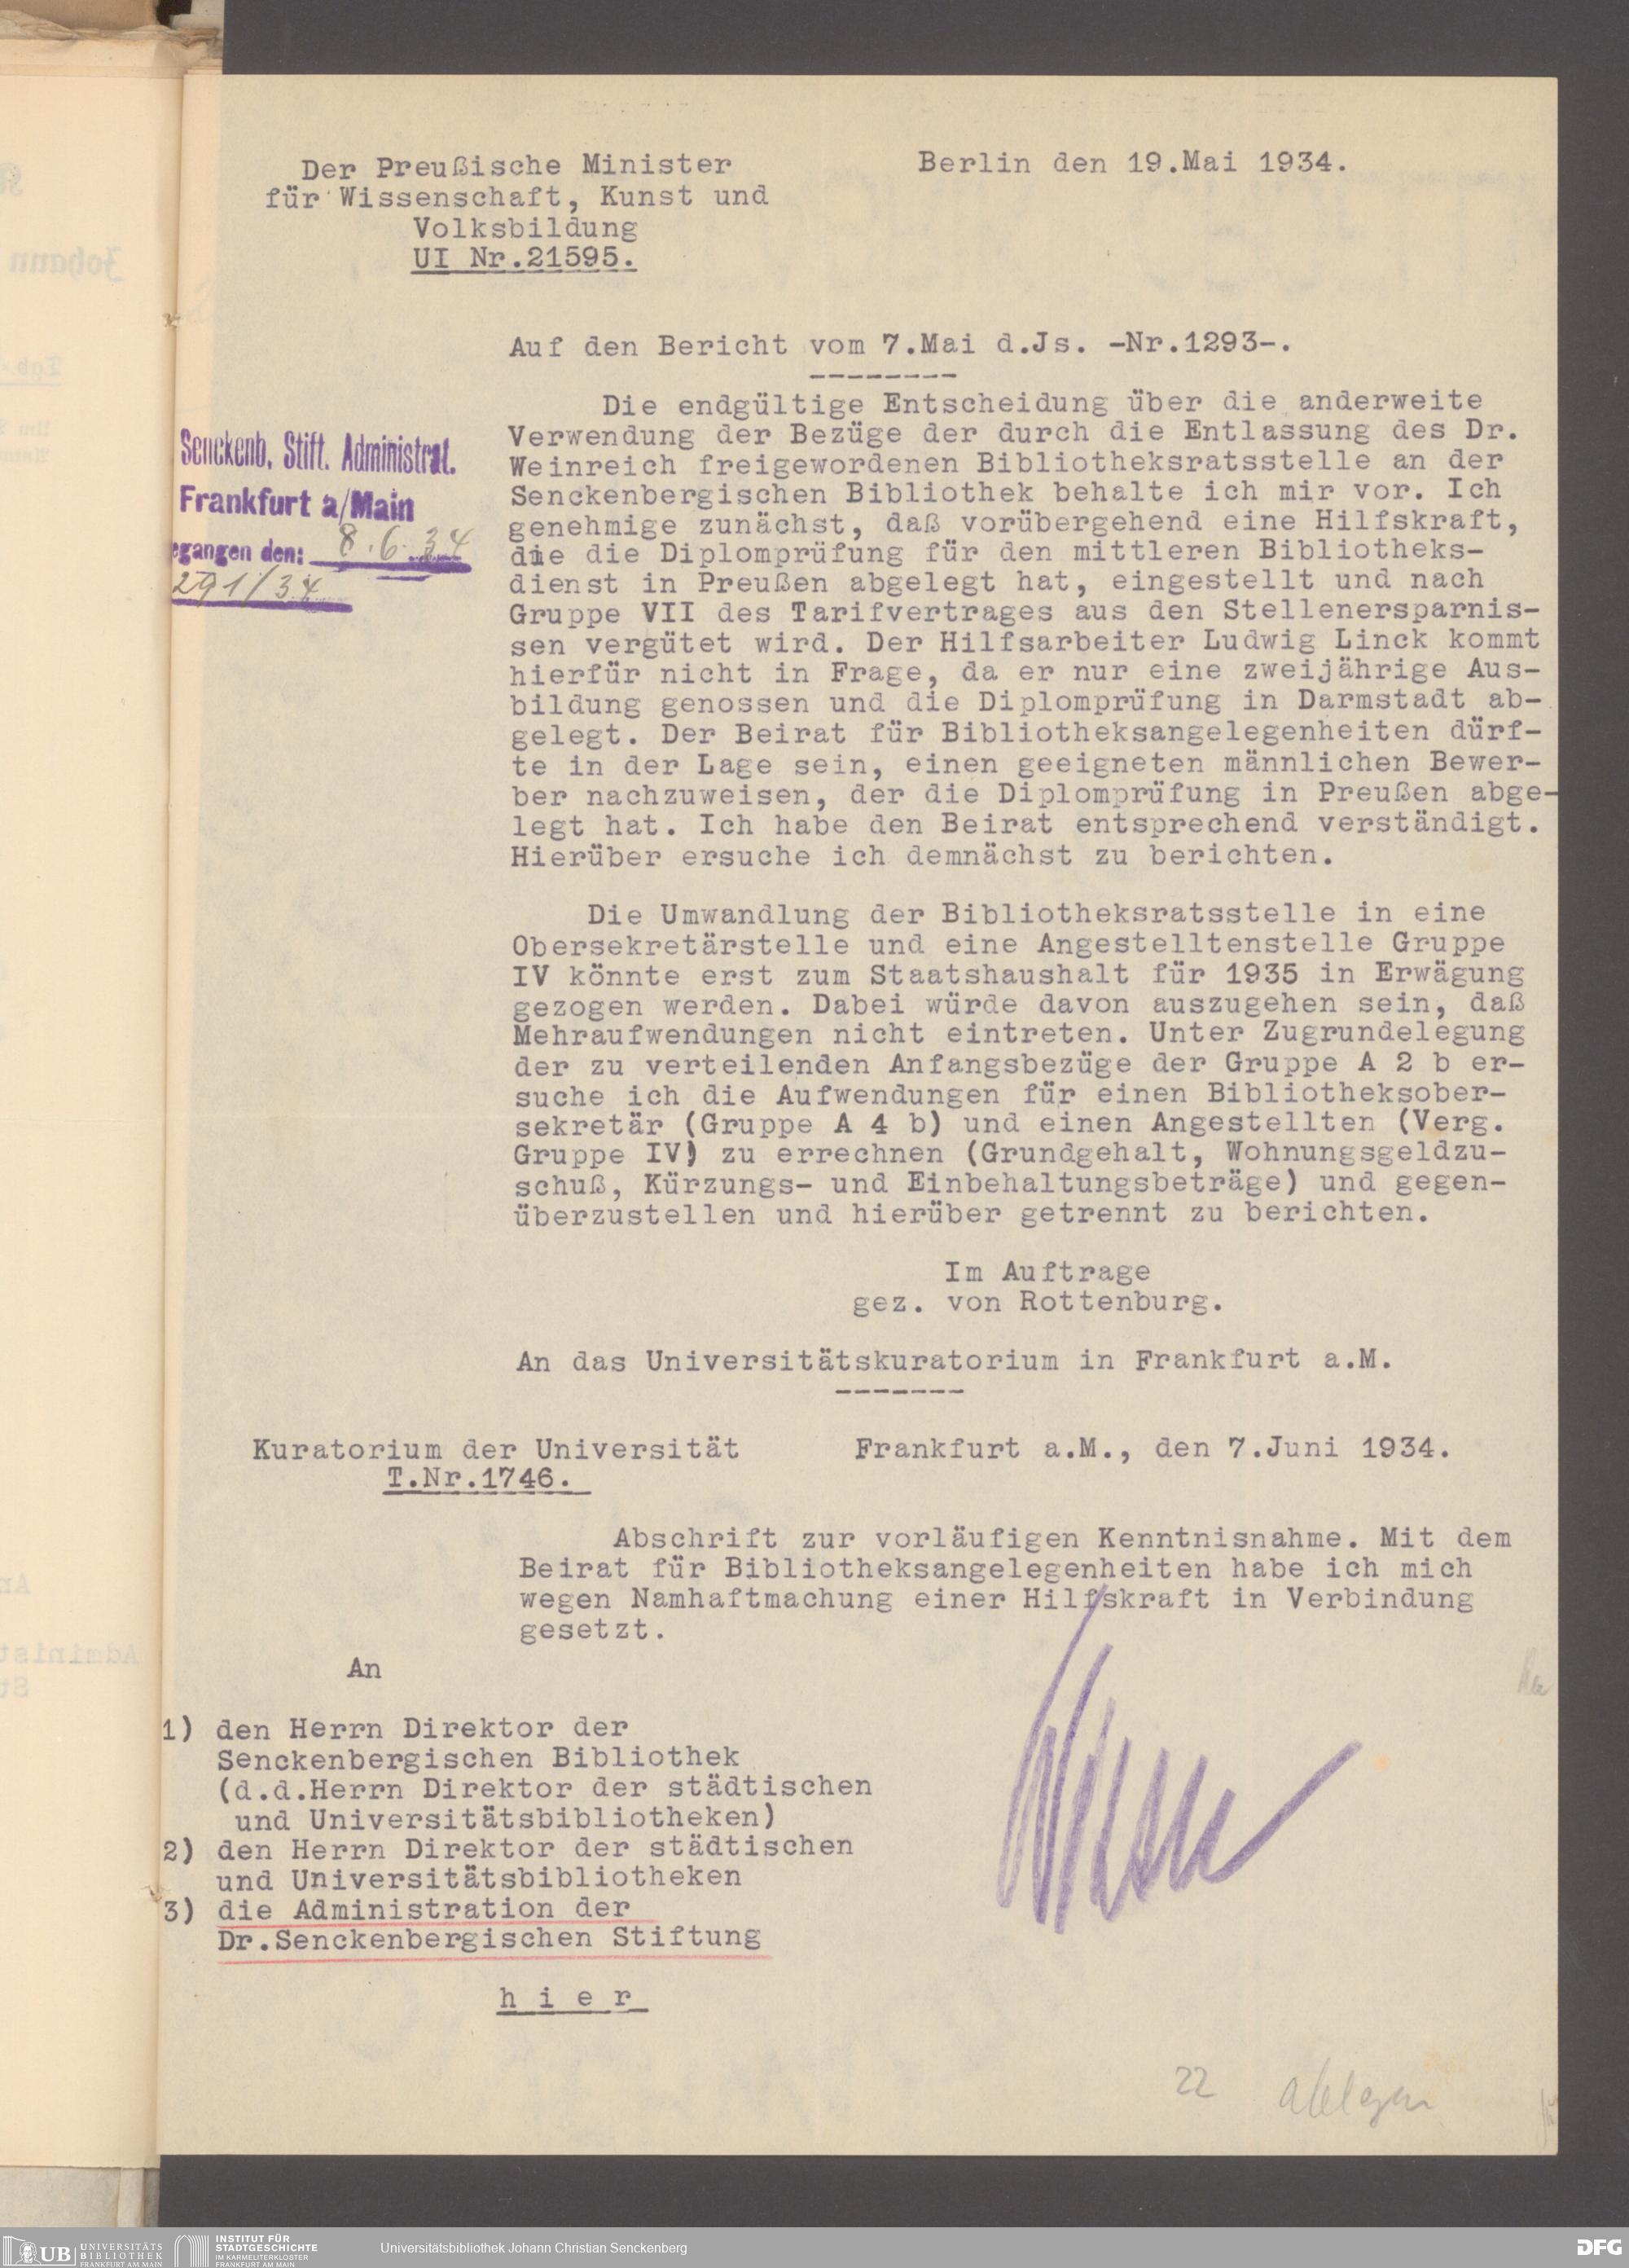 Der Preußische Minister
für Wissenschaft, Kunst und
Volksbildung
UI Nr.21595.
Berlin den 19.Mai 1934.
Auf den Bericht vom 7.Mai d.Js. -Nr.1293-.
--------
Senckenb. Stift. Administrat.
Frankfurt a/Main
egangen den: 8.6.34
291/34
Die endgültige Entscheidung über die anderweite
Verwendung der Bezüge der durch die Entlassung des Dr.
Weinreich freigewordenen Bibliotheksratsstelle an der
Senckenbergischen Bibliothek behalte ich mir vor. Ich
genehmige zunächst, daß vorübergehend eine Hilfskraft,
die die Diplomprüfung für den mittleren Bibliotheks-
dienst in Preußen abgelegt hat, eingestellt und nach
Gruppe VII des Tarifvertrages aus den Stellenersparnis-
sen vergütet wird. Der Hilfsarbeiter Ludwig Linck kommt
hierfür nicht in Frage, da er nur eine zweijährige Aus-
bildung genossen und die Diplomprüfung in Darmstadt ab-
gelegt. Der Beirat für Bibliotheksangelegenheiten dürf-
te in der Lage sein, einen geeigneten männlichen Bewer-
ber nachzuweisen, der die Diplomprüfung in Preußen abge-
legt hat. Ich habe den Beirat entsprechend verständigt.
Hierüber ersuche ich demnächst zu berichten.
Die Umwandlung der Bibliotheksratsstelle in eine
Obersekretärstelle und eine Angestelltenstelle Gruppe
IV könnte erst zum Staatshaushalt für 1935 in Erwägung
gezogen werden. Dabei würde davon auszugehen sein, daß
Mehraufwendungen nicht eintreten. Unter Zugrundelegung
der zu verteilenden Anfangsbezüge der Gruppe A 2 b er-
suche ich die Aufwendungen für einen Bibliotheksober-
sekretär (Gruppe A 4 b) und einen Angestellten (Verg.
Gruppe IV) zu errechnen (Grundgehalt, Wohnungsgeldzu-
schuß, Kürzungs- und Einbehaltungsbeträge) und gegen-
überzustellen und hierüber getrennt zu berichten.
Im Auftrage
gez. von Rottenburg.
An das Universitätskuratorium in Frankfurt a.M.
-------
Kuratorium der Universität
T.Nr.1746.
Frankfurt a.M., den 7.Juni 1934.
Abschrift zur vorläufigen Kenntnisnahme. Mit dem
Beirat für Bibliotheksangelegenheiten habe ich mich
wegen Namhaftmachung einer Hilfskraft in Verbindung
gesetzt.
An
1) den Herrn Direktor der
Senckenbergischen Bibliothek
(d.d.Herrn Direktor der städtischen
und Universitätsbibliotheken)
2) den Herrn Direktor der städtischen
und Universitätsbibliotheken
3) die Administration der
Dr.Senckenbergischen Stiftung
h i e r
22 ablegen
UB UNIVERSITÄTS
BIBLIOTHEK
FRANKFURT AM MAIN
INSTITUT FÜR
STADTGESCHICHTE
IM KARMELITERKLOSTER
FRANKFURT AM MAIN
Universitätsbibliothek Johann Christian Senckenberg
DFG